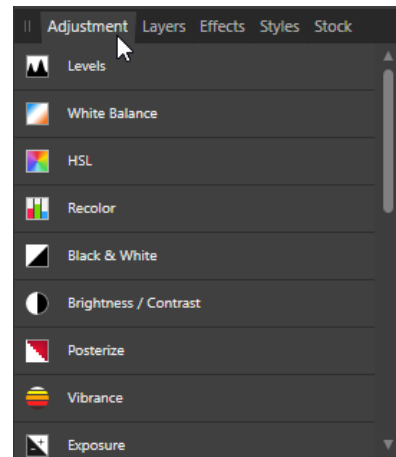 Adjustment Layers Effects Styles Stock
Levels
White Balance
HSL
Recolor
Black & White
Brightness / Contrast
Posterize
Vibrance
Exposure